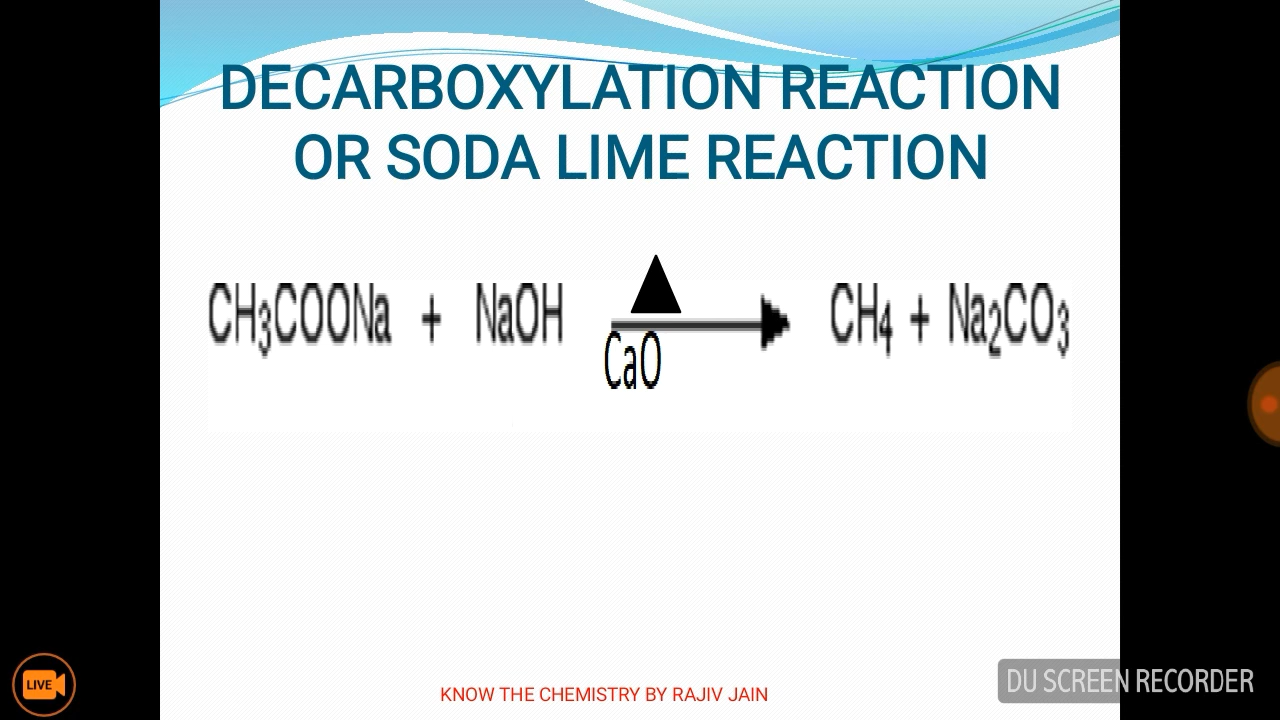 DECARBOXYLATION REACTION
OR SODA LIME REACTION
CH3COONa + NaOH CaO CH4 + Na2CO3
LIVE
KNOW THE CHEMISTRY BY RAJIV JAIN
DU SCREEN RECORDER